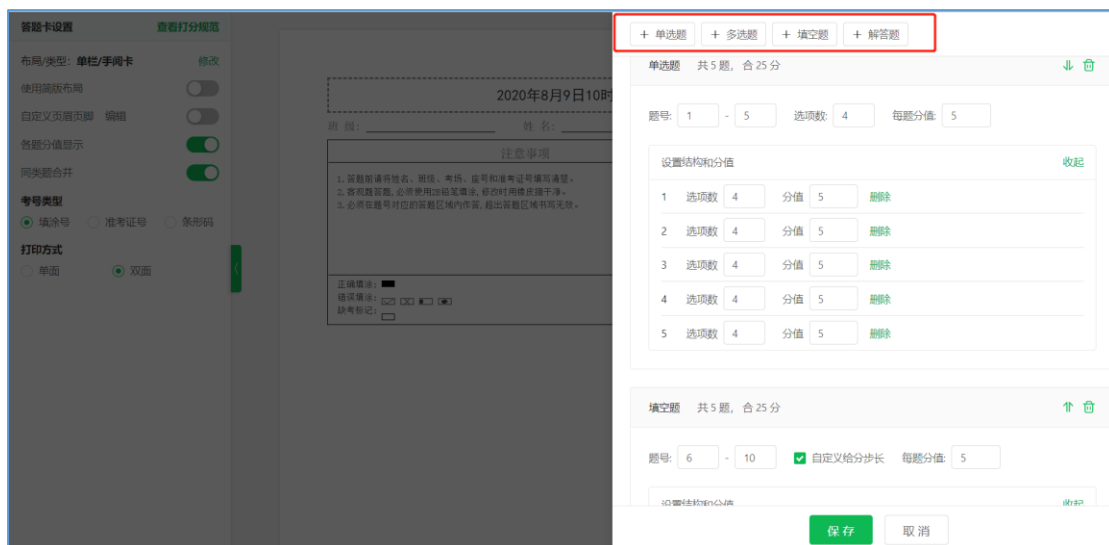 答题卡设置 查看打分规范
布局/类型: 单栏/手阅卡 修改
使用简版布局
自定义页眉页脚 编辑
各题分值显示
同类题合并
考号类型
填涂号 准考证号 条形码
打印方式
单面 双面
2020年8月9日10时
班 级: 姓 名:
注意事项
1. 答题前请将姓名、班级、考场、座号和准考证号填写清楚。
2. 客观题答题, 必须使用2B铅笔填涂, 修改时用橡皮擦干净。
3. 必须在题号对应的答题区域内作答, 超出答题区域书写无效。
正确填涂:
错误填涂:
缺考标记:
+ 单选题 + 多选题 + 填空题 + 解答题
单选题 共 5 题, 合 25 分
题号: 1 - 5 选项数: 4 每题分值: 5
设置结构和分值 收起
1 选项数 4 分值 5 删除
2 选项数 4 分值 5 删除
3 选项数 4 分值 5 删除
4 选项数 4 分值 5 删除
5 选项数 4 分值 5 删除
填空题 共 5 题, 合 25 分
题号: 6 - 10 自定义给分步长 每题分值: 5
设置结构和分值 收起
保 存 取 消